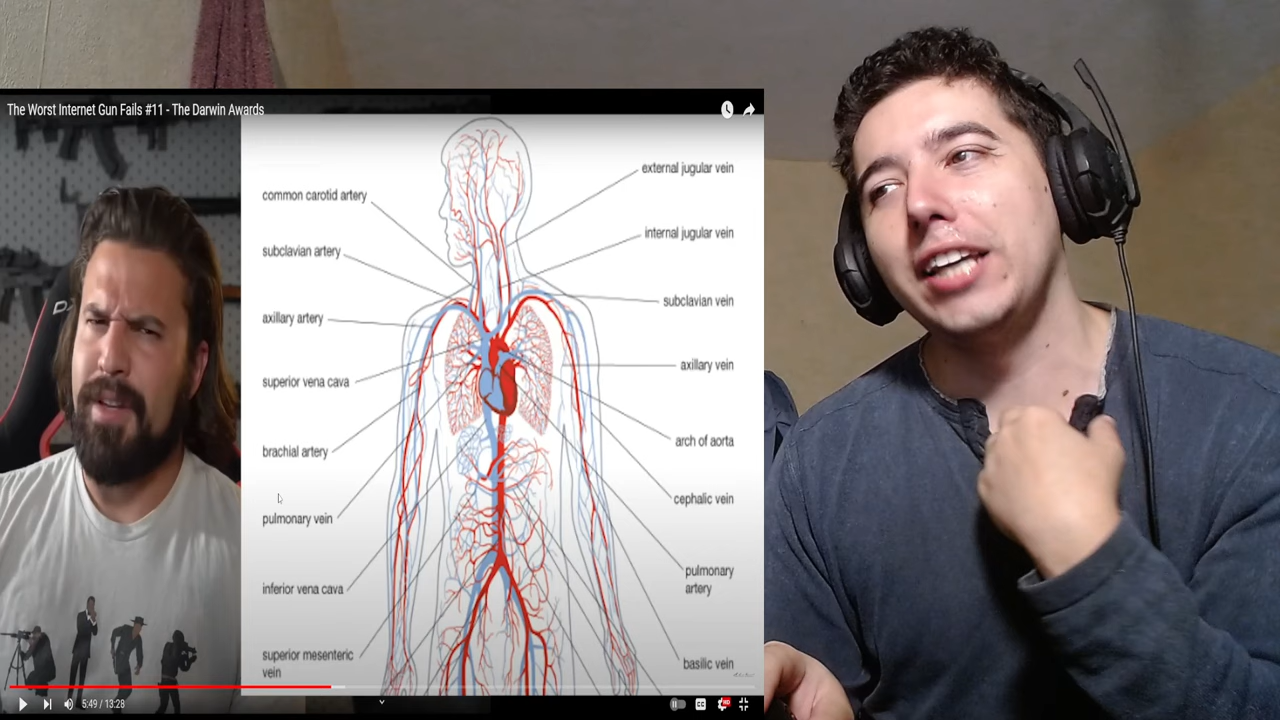 The Worst Internet Gun Fails #11 - The Darwin Awards
common carotid artery
subclavian artery
axillary artery
superior vena cava
brachial artery
pulmonary vein
inferior vena cava
superior mesenteric
vein
external jugular vein
internal jugular vein
subclavian vein
axillary vein
arch of aorta
cephalic vein
pulmonary
artery
basilic vein
5:49 / 13:28
CC
HD